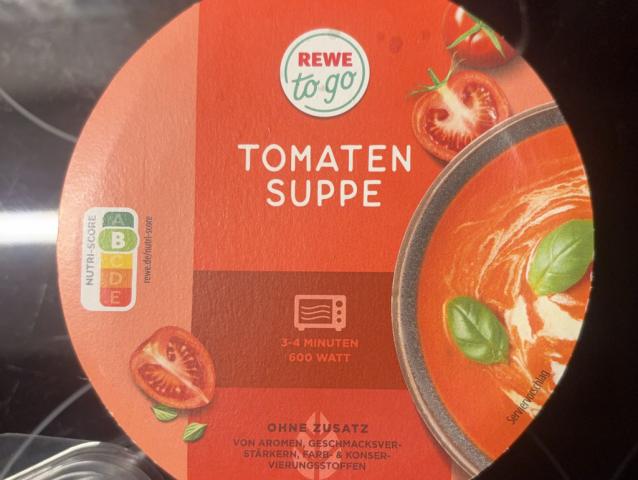 REWE
to go
TOMATEN
SUPPE
NUTRI-SCORE
A
B
C
D
E
rewe.de/nutri-score
3-4 MINUTEN
600 WATT
Serviervorschlag
OHNE ZUSATZ
VON AROMEN, GESCHMACKSVER-
STÄRKERN, FARB- & KONSER-
VIERUNGSSTOFFEN